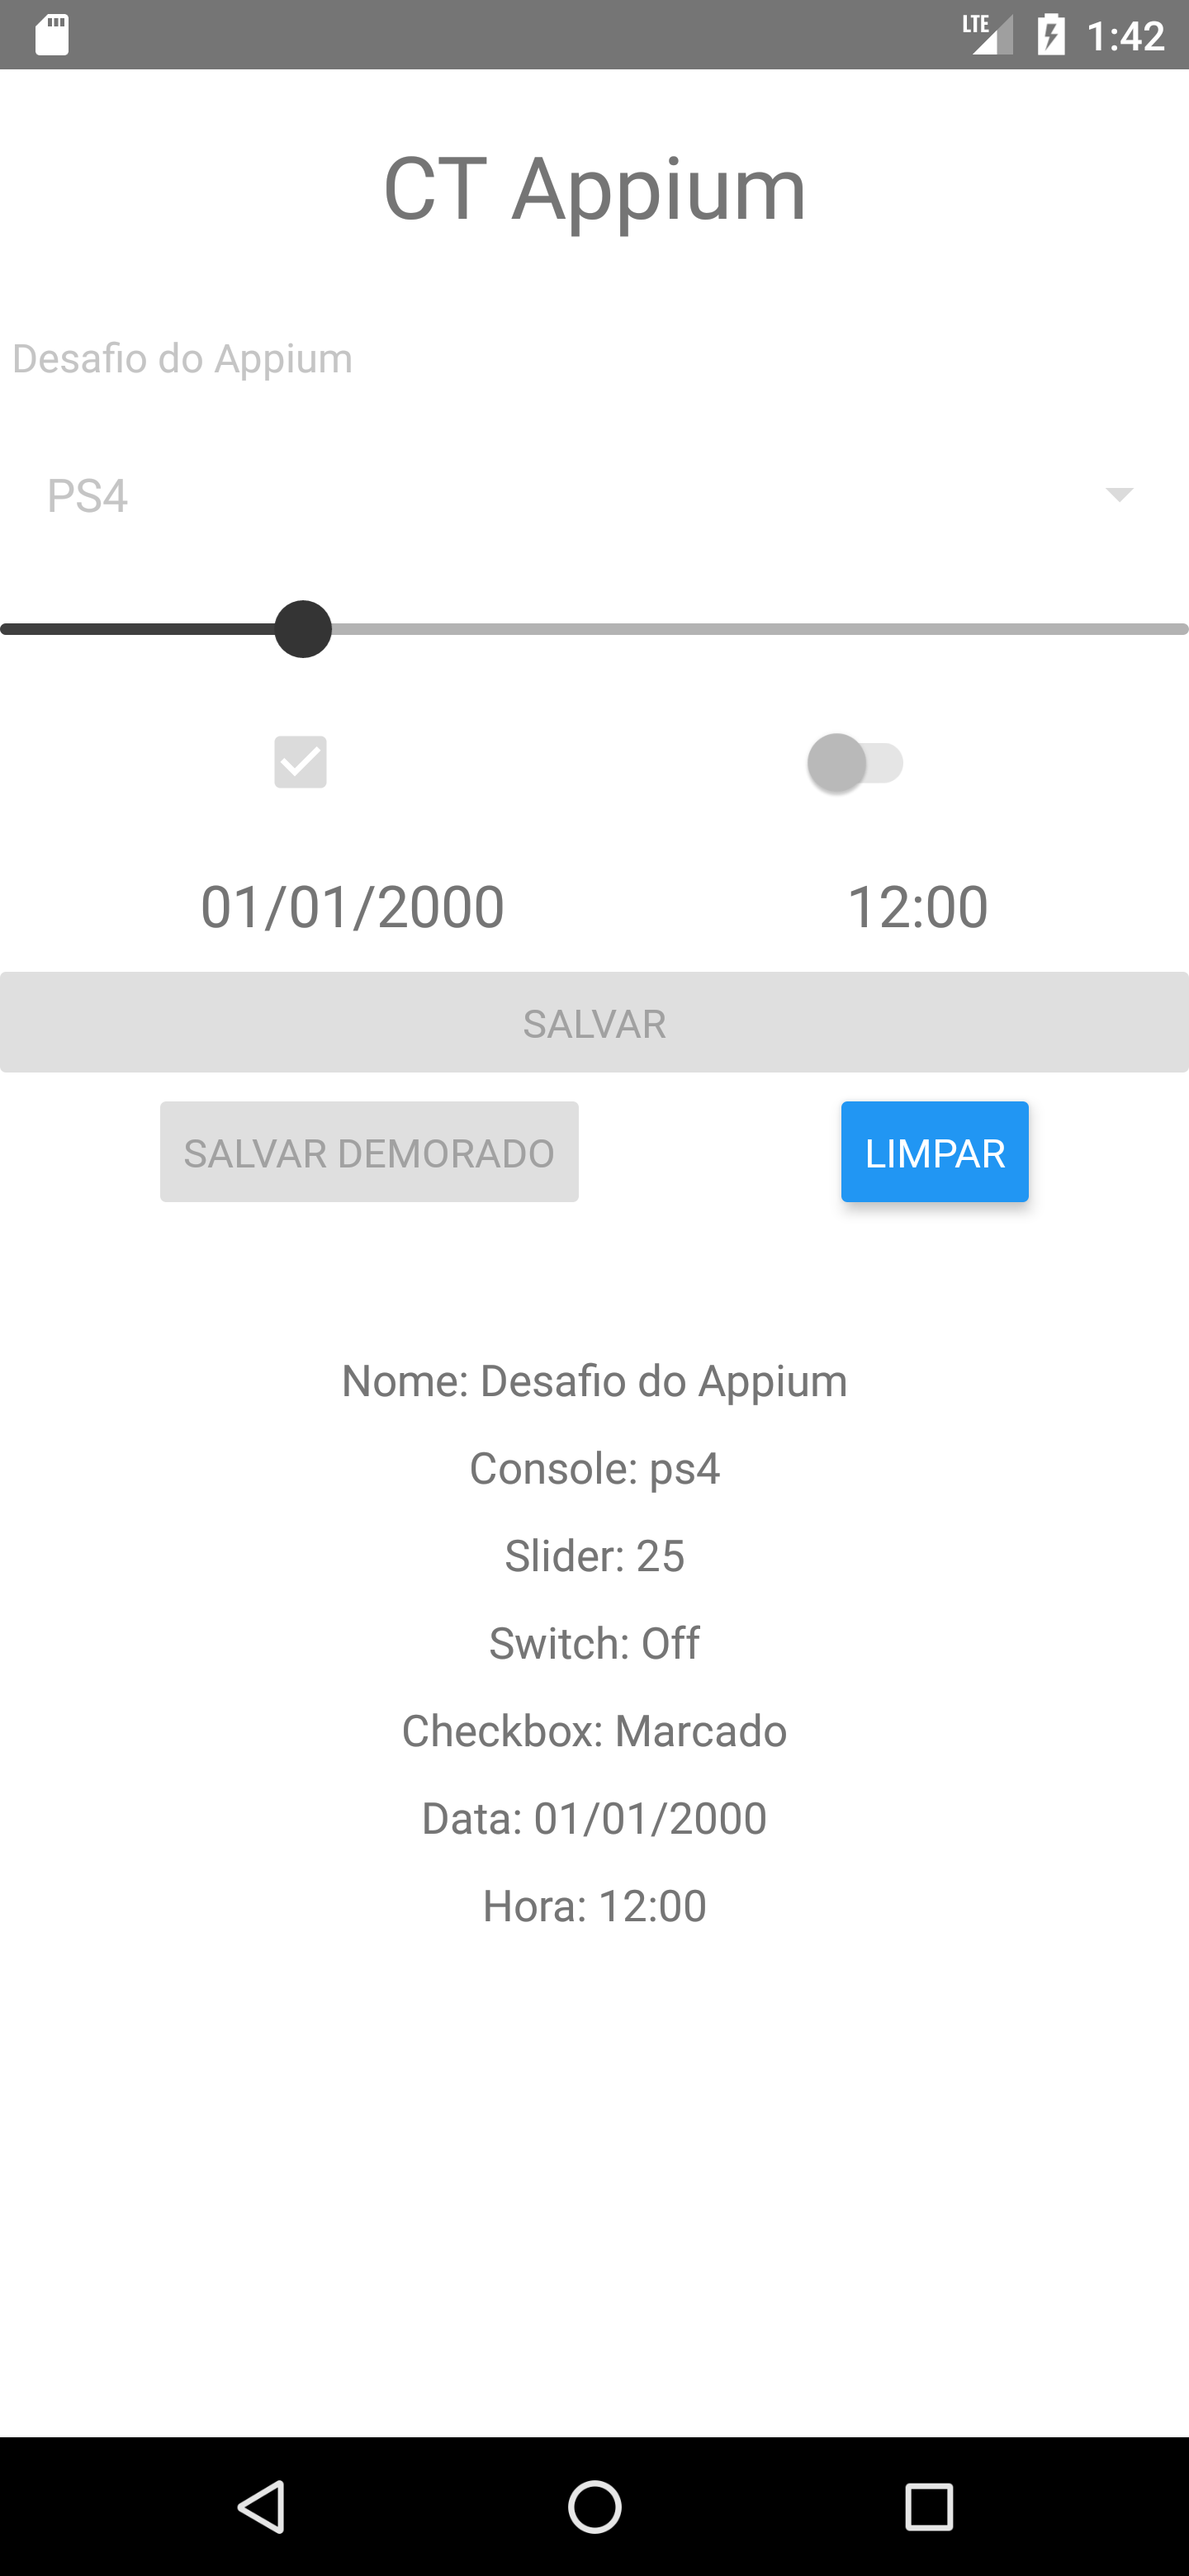 LTE 1:42
CT Appium
Desafio do Appium
PS4
01/01/2000 12:00
SALVAR
SALVAR DEMORADO LIMPAR
Nome: Desafio do Appium
Console: ps4
Slider: 25
Switch: Off
Checkbox: Marcado
Data: 01/01/2000
Hora: 12:00